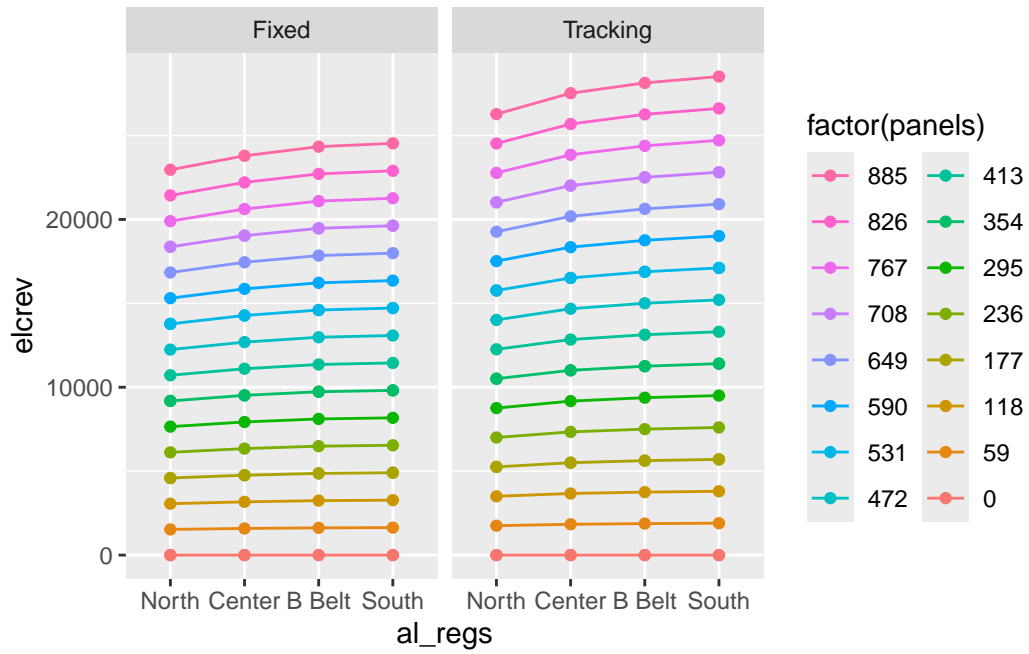 Fixed Tracking
factor(panels)
885 413
826 354
767 295
708 236
649 177
590 118
531 59
472 0
elcrev
20000
10000
0
North Center B Belt South North Center B Belt South
al_regs